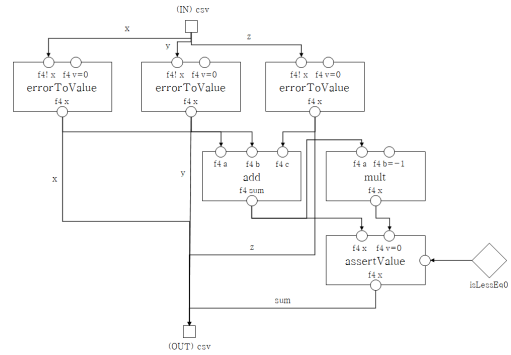 (IN) csv
x
y
z
f4! x f4 v=0
errorToValue
f4 x
f4! x f4 v=0
errorToValue
f4 x
f4! x f4 v=0
errorToValue
f4 x
f4 a f4 b f4 c
add
f4 sum
f4 a f4 b=-1
mult
f4 x
x
y
z
f4 x f4 v=0
assertValue
f4 x
isLessEq0
sum
(OUT) csv